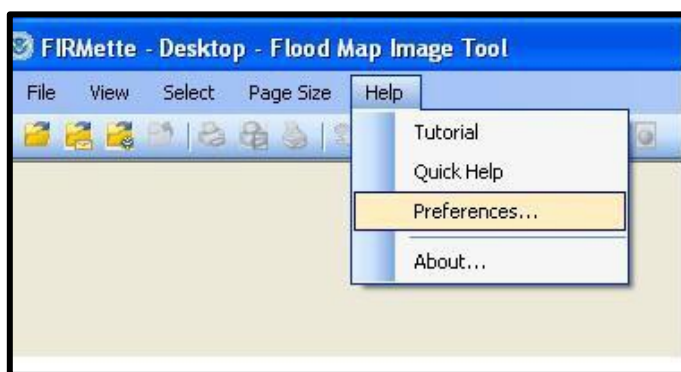 FIRMette - Desktop - Flood Map Image Tool
File View Select Page Size Help
Tutorial
Quick Help
Preferences...
About...